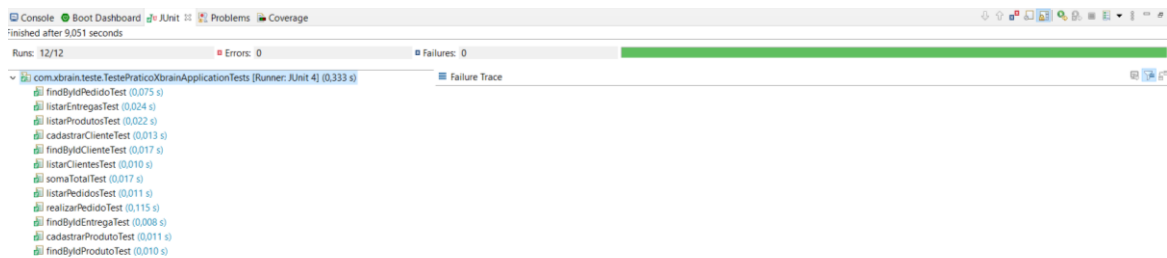 Console Boot Dashboard JUnit Problems Coverage
Finished after 9,051 seconds
Runs: 12/12 Errors: 0 Failures: 0
com.xbrain.teste.TestePraticoXbrainApplicationTests [Runner: JUnit 4] (0,333 s) Failure Trace
findByIdPedidoTest (0,075 s)
listarEntregasTest (0,024 s)
listarProdutosTest (0,022 s)
cadastrarClienteTest (0,013 s)
findByIdClienteTest (0,017 s)
listarClientesTest (0,010 s)
somaTotalTest (0,017 s)
listarPedidosTest (0,011 s)
realizarPedidoTest (0,115 s)
findByIdEntregaTest (0,008 s)
cadastrarProdutoTest (0,011 s)
findByIdProdutoTest (0,010 s)